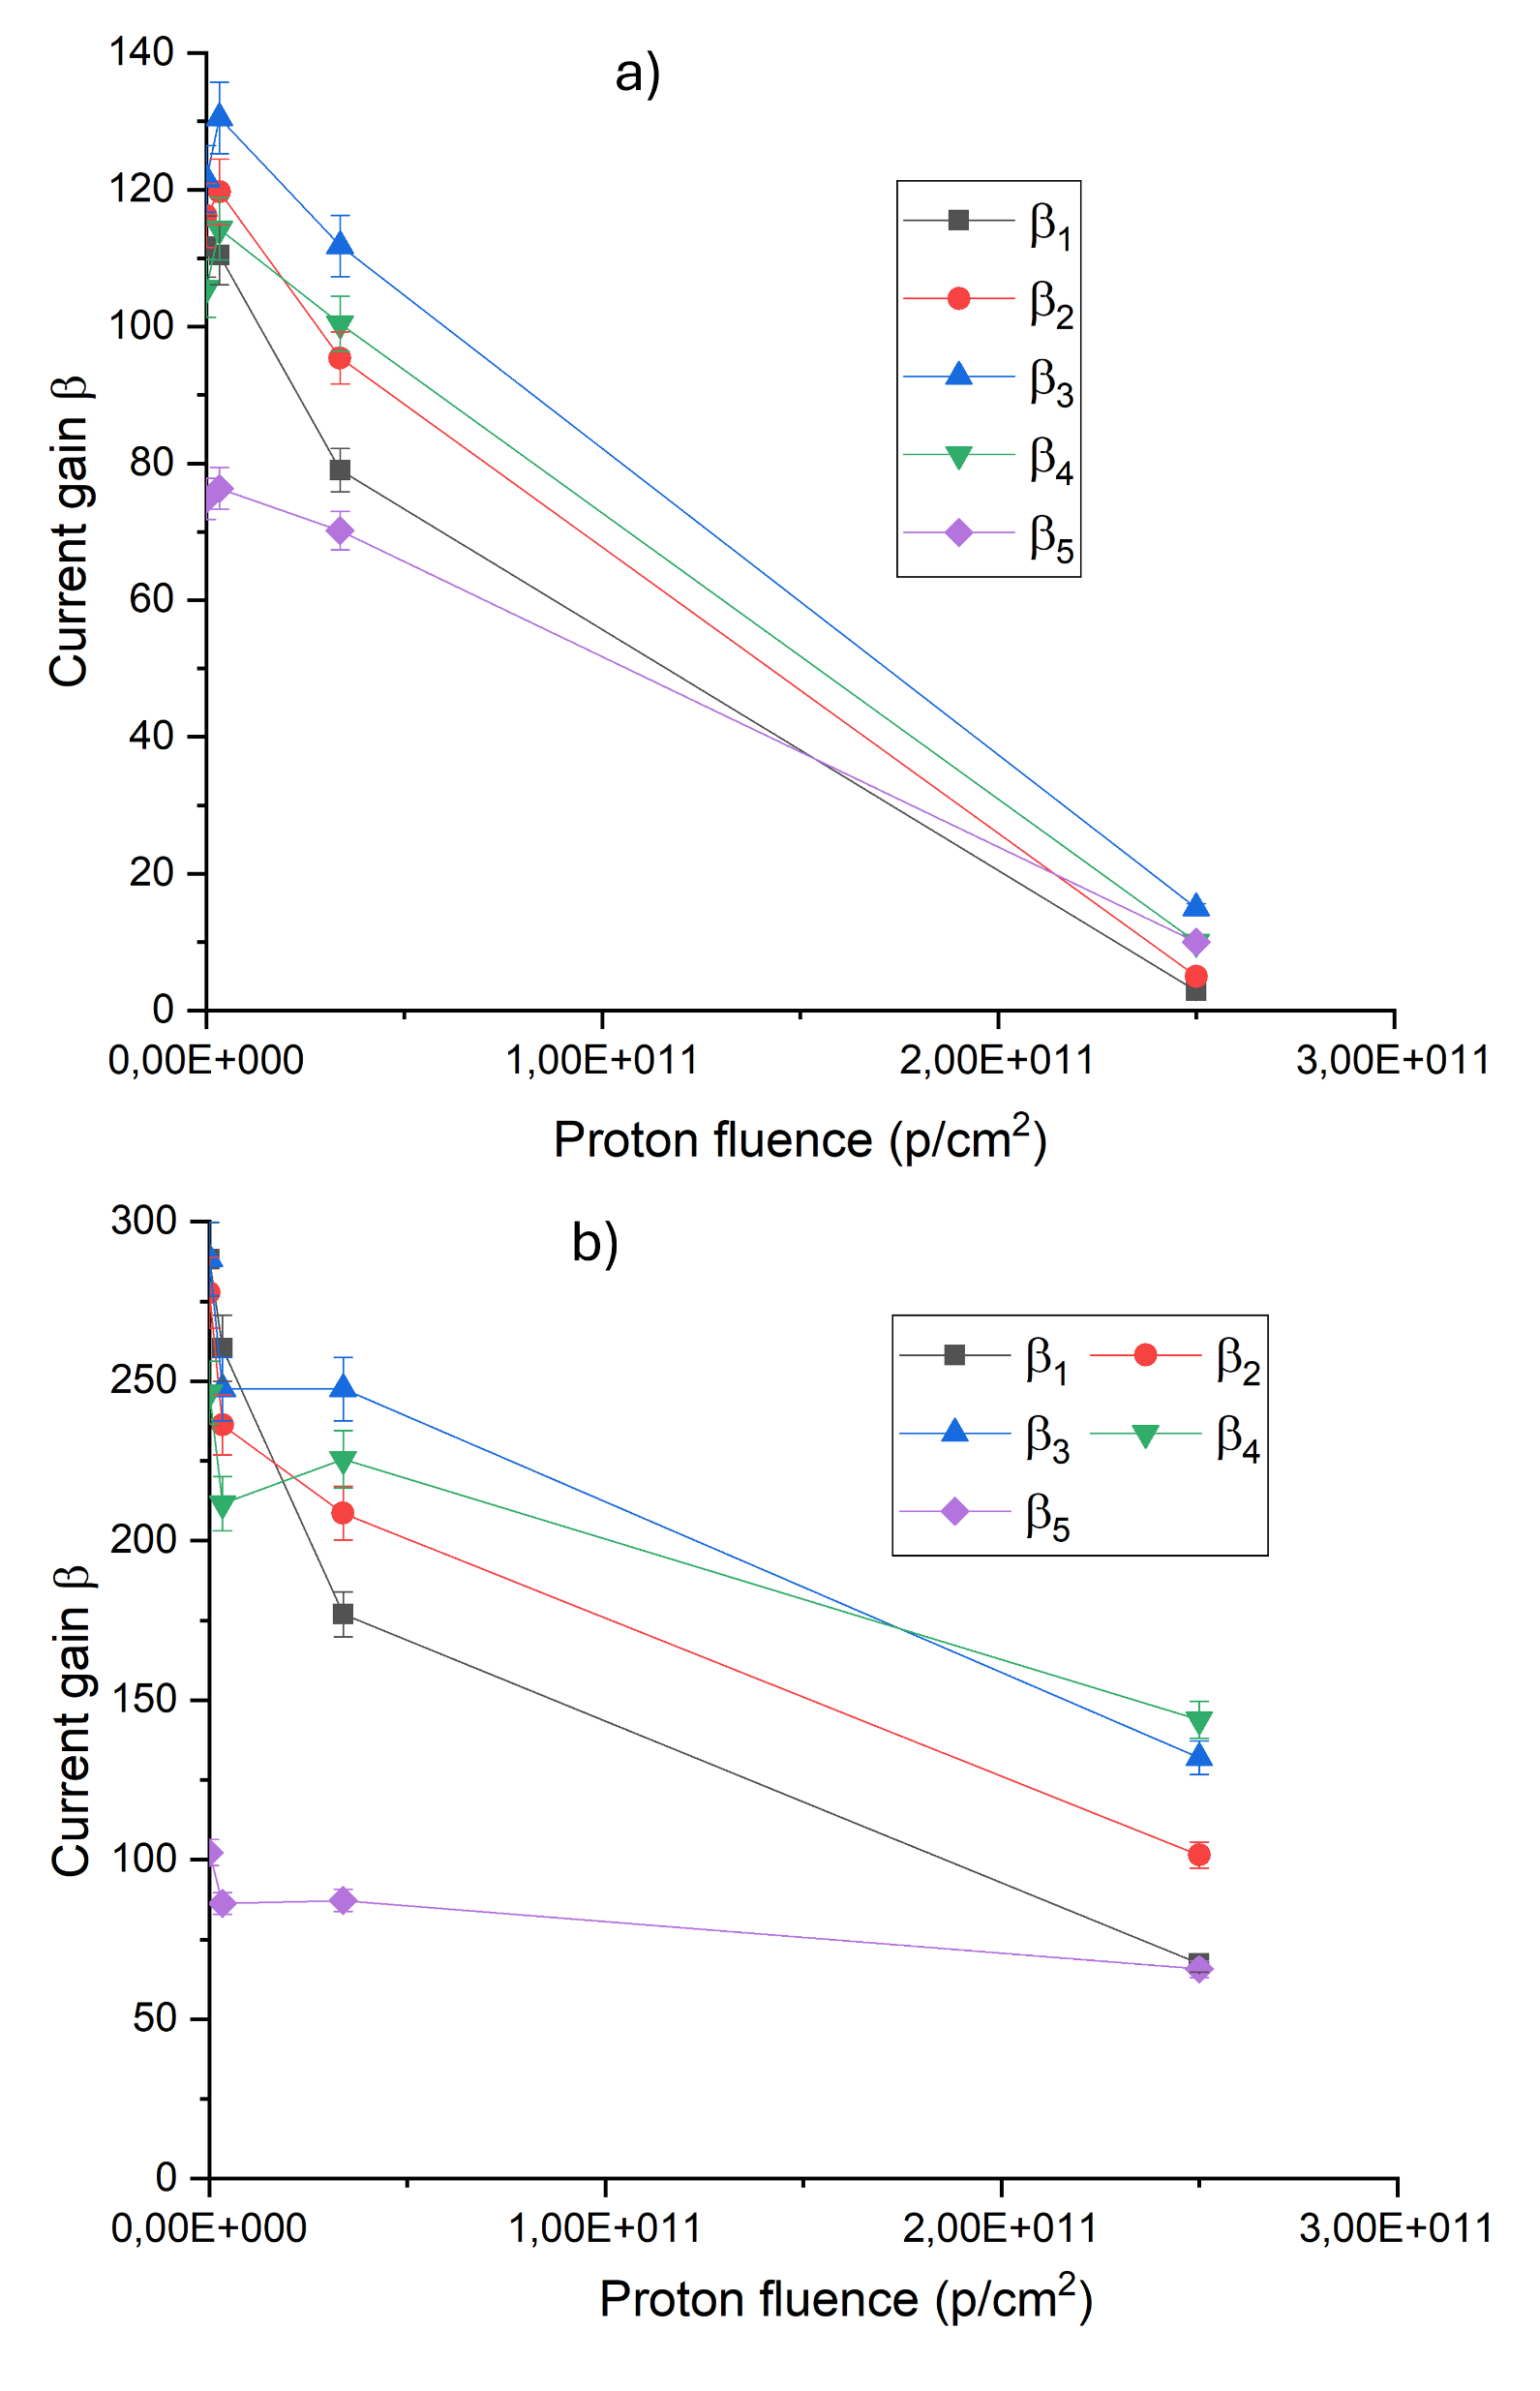 a)
140
120
100
80
60
40
20
0
Current gain β
β1
β2
β3
β4
β5
0,00E+000 1,00E+011 2,00E+011 3,00E+011
Proton fluence (p/cm²)
b)
300
250
200
150
100
50
0
Current gain β
β1 β2
β3 β4
β5
0,00E+000 1,00E+011 2,00E+011 3,00E+011
Proton fluence (p/cm²)